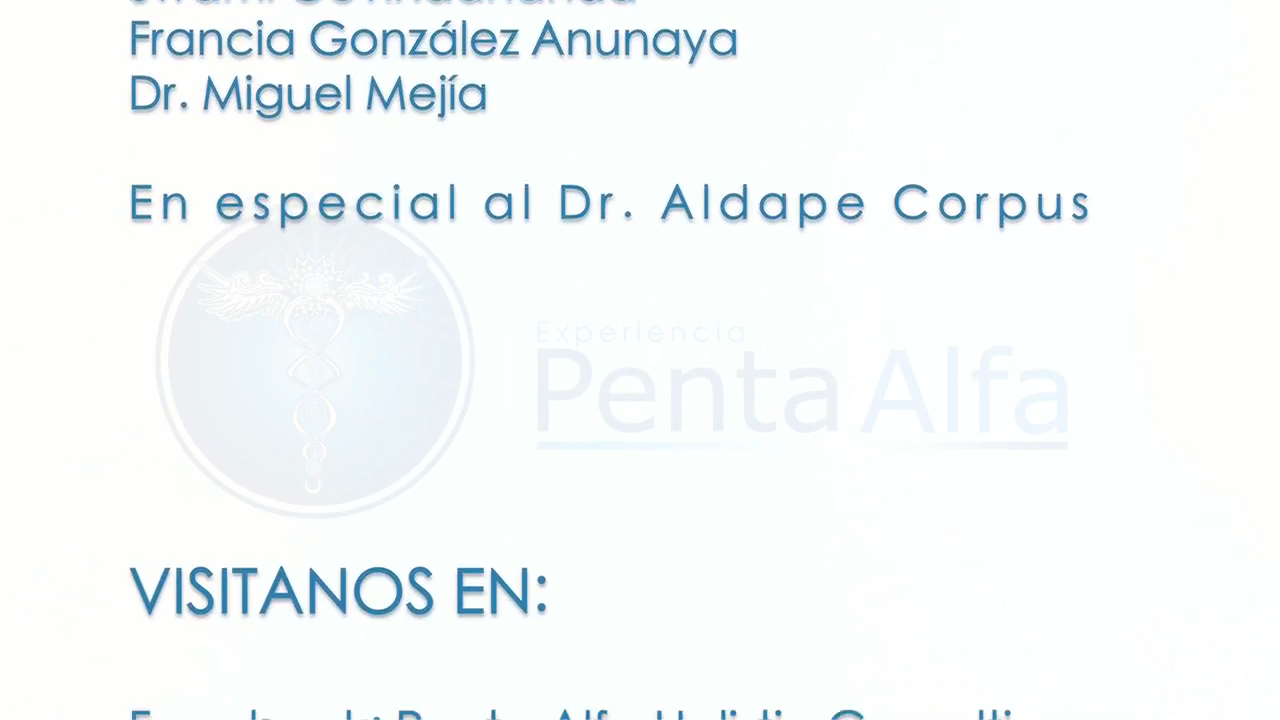 Francia González Anunaya
Dr. Miguel Mejía
En especial al Dr. Aldape Corpus
Experiencia
Penta Alfa
VISITANOS EN: